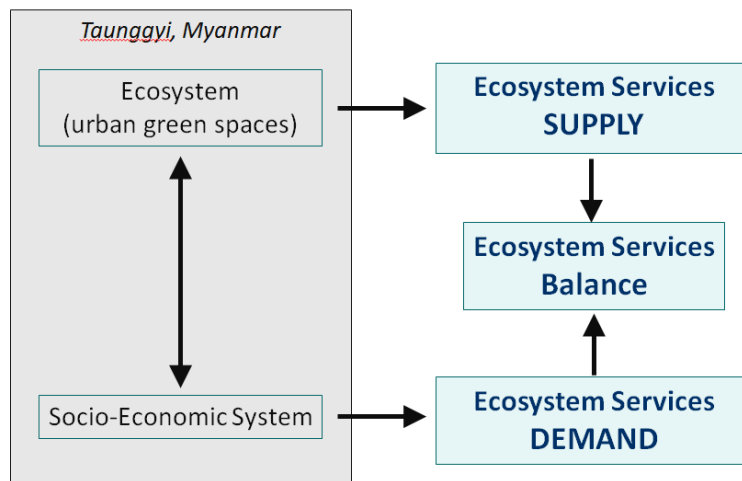 Taunggyi, Myanmar
Ecosystem
(urban green spaces)
Ecosystem Services
SUPPLY
Ecosystem Services
Balance
Socio-Economic System
Ecosystem Services
DEMAND